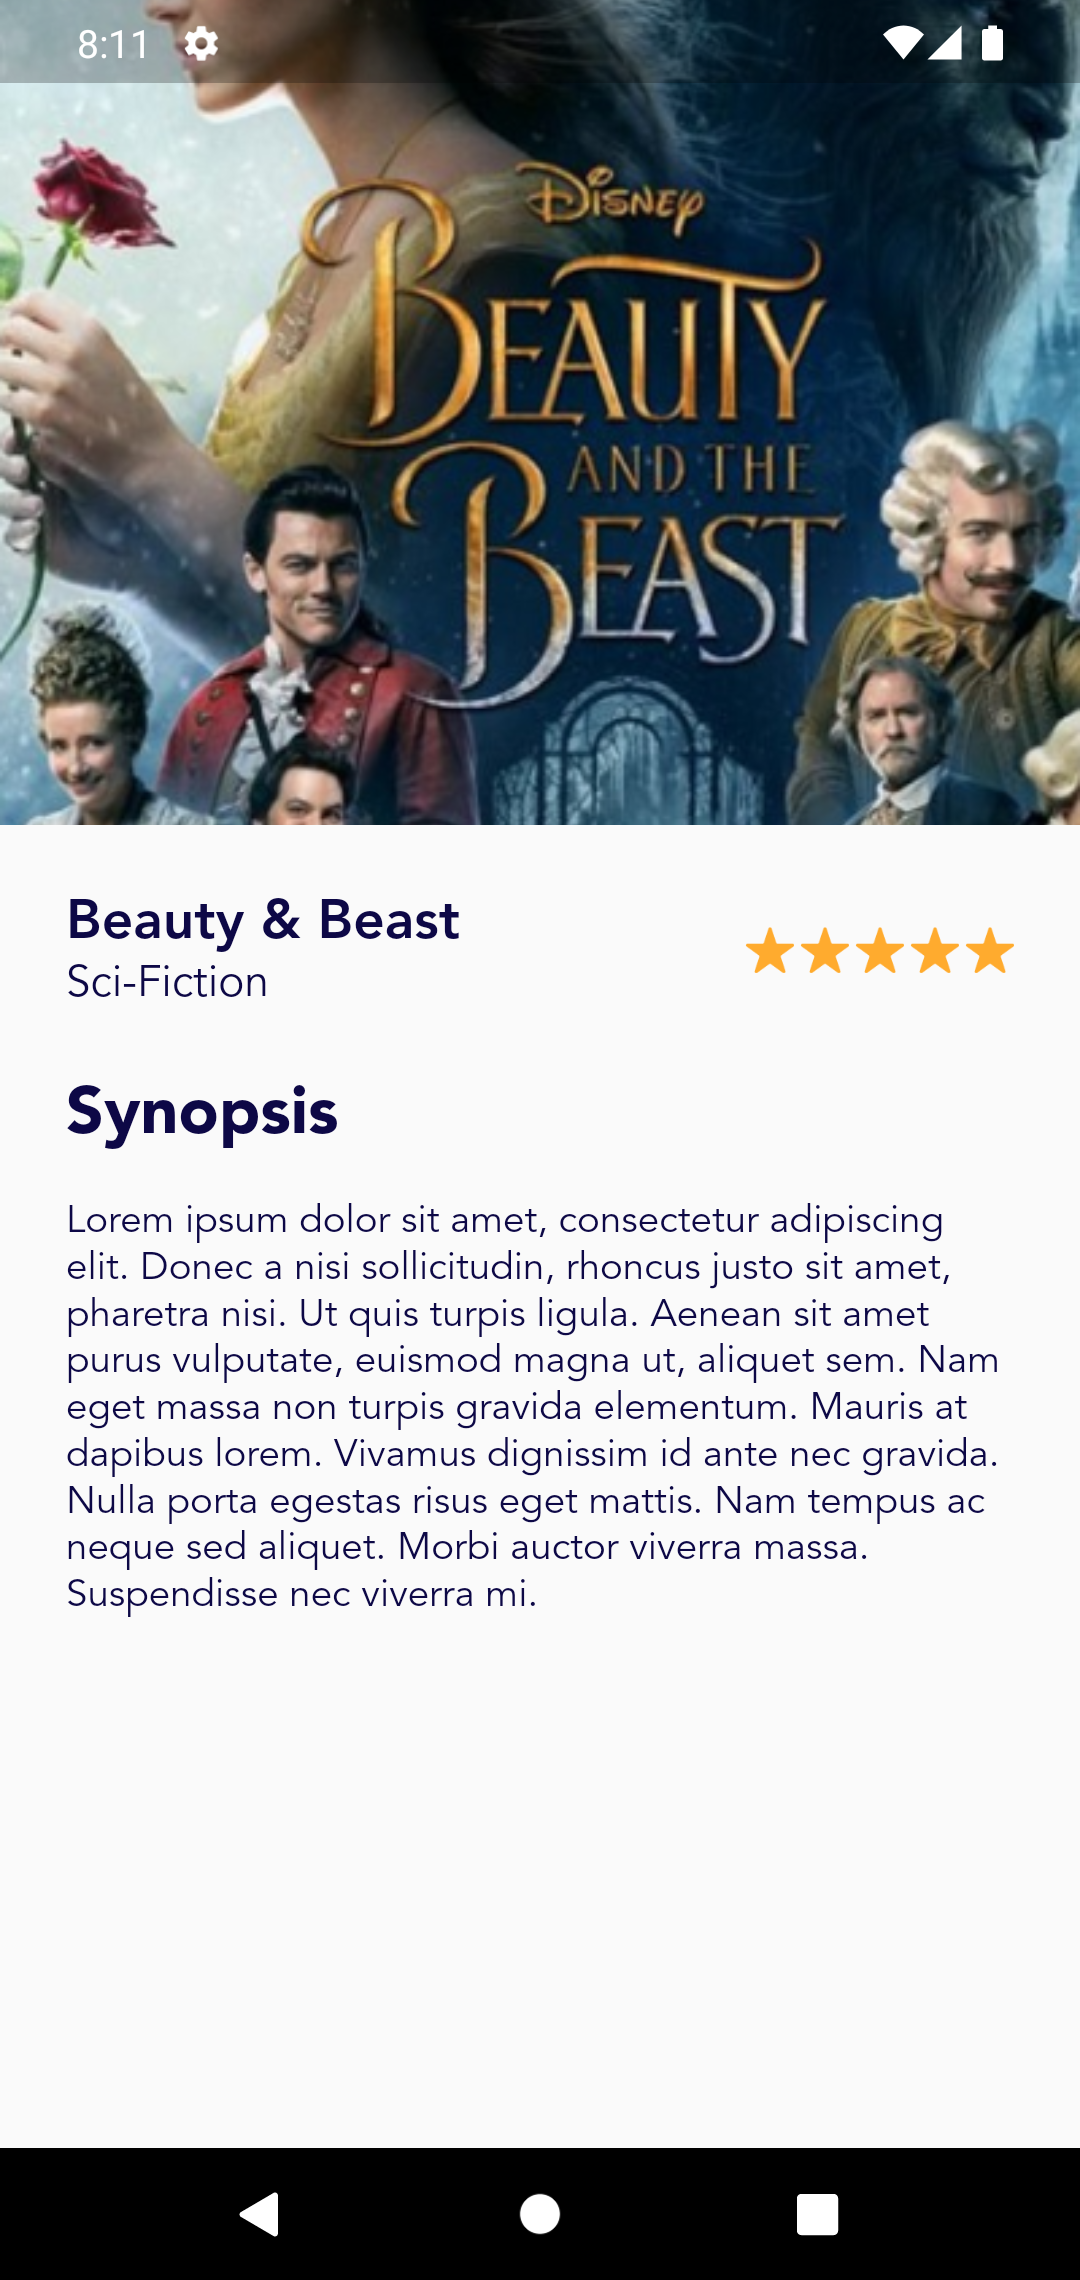 8:11
Disney
BEAUTY
AND THE
BEAST
Beauty & Beast
Sci-Fiction
Synopsis
Lorem ipsum dolor sit amet, consectetur adipiscing
elit. Donec a nisi sollicitudin, rhoncus justo sit amet,
pharetra nisi. Ut quis turpis ligula. Aenean sit amet
purus vulputate, euismod magna ut, aliquet sem. Nam
eget massa non turpis gravida elementum. Mauris at
dapibus lorem. Vivamus dignissim id ante nec gravida.
Nulla porta egestas risus eget mattis. Nam tempus ac
neque sed aliquet. Morbi auctor viverra massa.
Suspendisse nec viverra mi.